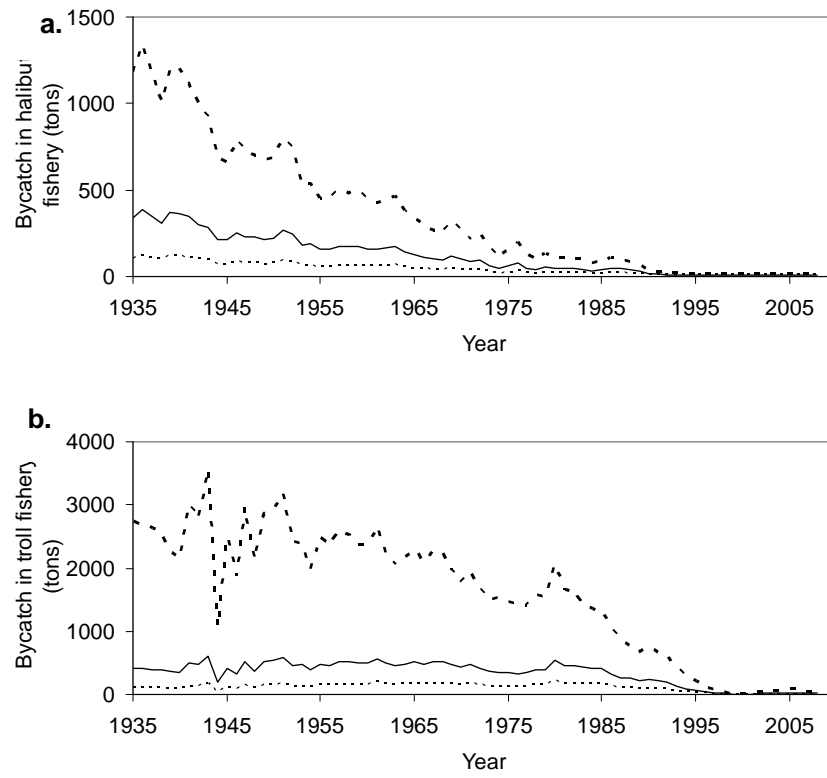 a.
Bycatch in halibut
fishery (tons)
1500
1000
500
0
1935 1945 1955 1965 1975 1985 1995 2005
Year
b.
Bycatch in troll fishery
(tons)
4000
3000
2000
1000
0
1935 1945 1955 1965 1975 1985 1995 2005
Year